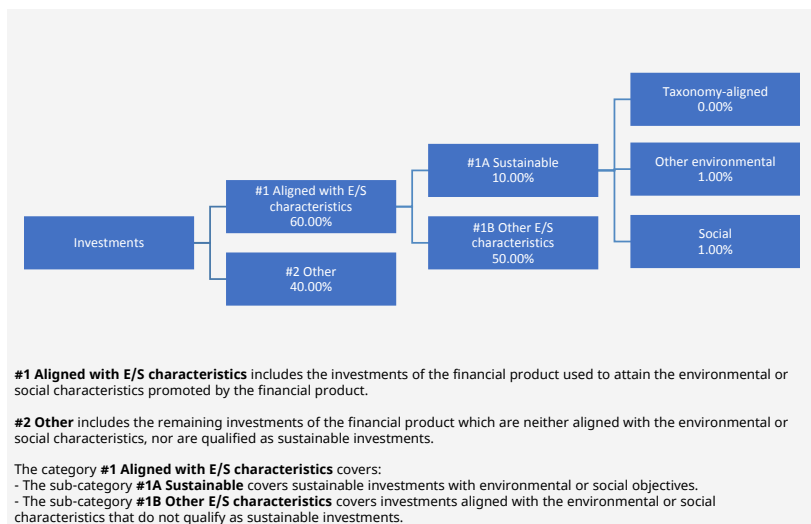 Taxonomy-aligned
0.00%
#1A Sustainable
10.00%
Other environmental
1.00%
#1 Aligned with E/S
characteristics
60.00%
#1B Other E/S
characteristics
50.00%
Social
1.00%
Investments
#2 Other
40.00%
#1 Aligned with E/S characteristics includes the investments of the financial product used to attain the environmental or
social characteristics promoted by the financial product.
#2 Other includes the remaining investments of the financial product which are neither aligned with the environmental or
social characteristics, nor are qualified as sustainable investments.
The category #1 Aligned with E/S characteristics covers:
- The sub-category #1A Sustainable covers sustainable investments with environmental or social objectives.
- The sub-category #1B Other E/S characteristics covers investments aligned with the environmental or social
characteristics that do not qualify as sustainable investments.